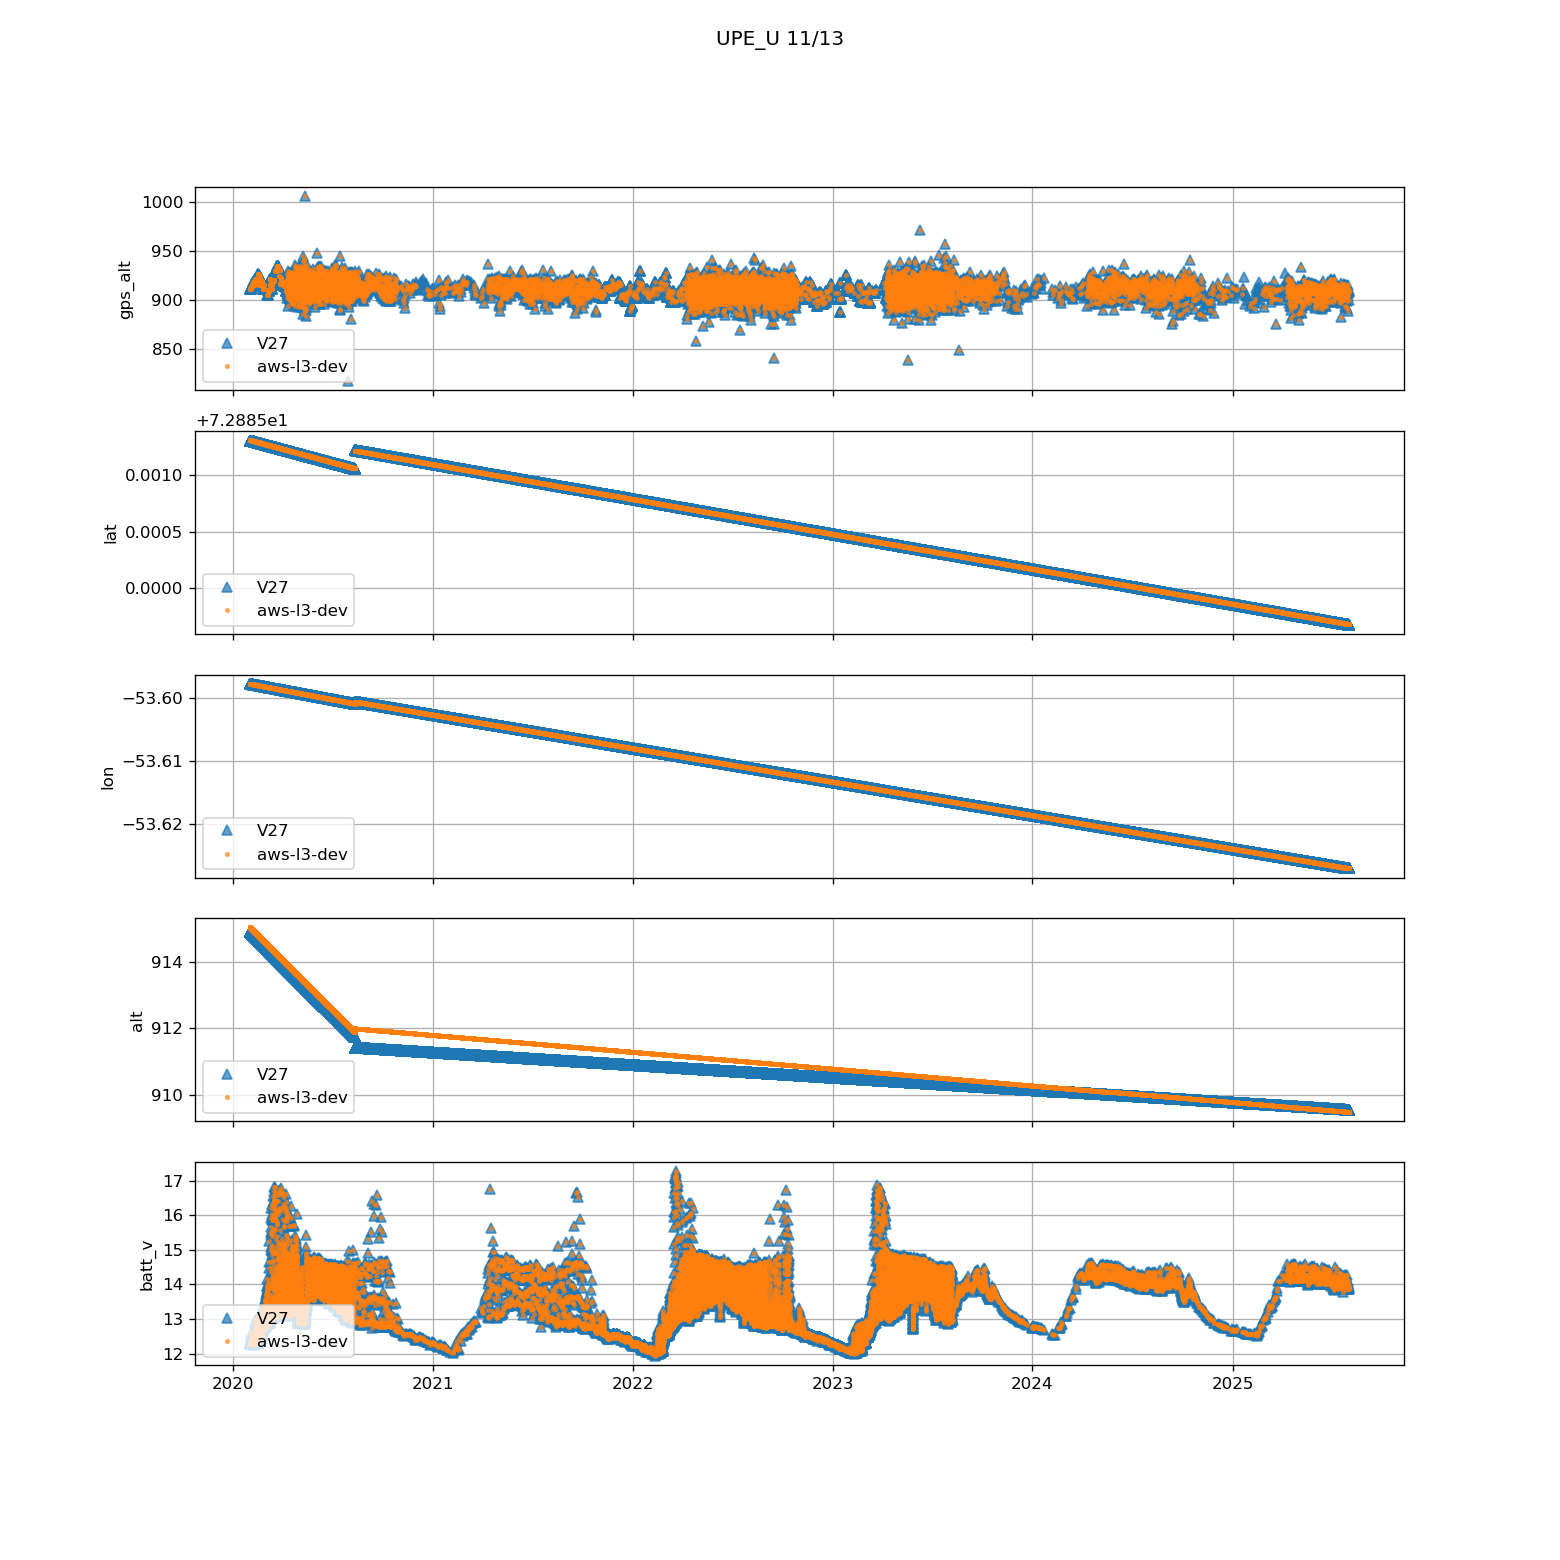 UPE_U 11/13
gps_alt
1000
950
900
850
V27
aws-l3-dev
+7.2885e1
lat
0.0010
0.0005
0.0000
V27
aws-l3-dev
lon
−53.60
−53.61
−53.62
V27
aws-l3-dev
alt
914
912
910
V27
aws-l3-dev
batt_v
17
16
15
14
13
12
V27
aws-l3-dev
2020 2021 2022 2023 2024 2025